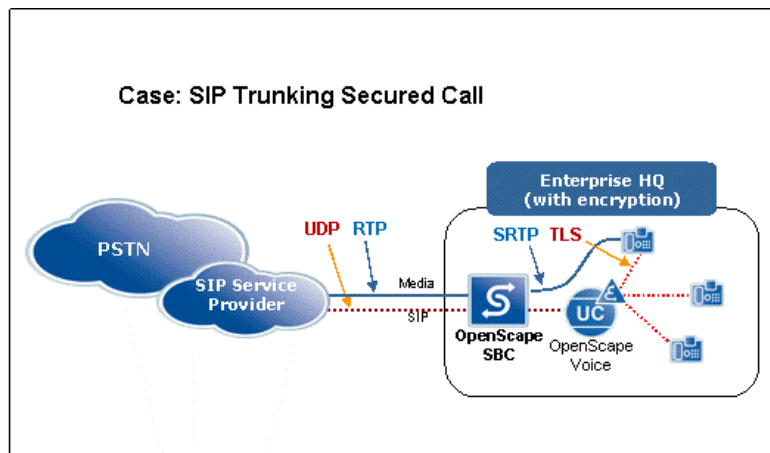 Case: SIP Trunking Secured Call
Enterprise HQ
(with encryption)
UDP RTP
SRTP TLS
PSTN
SIP Service
Provider
Media
SIP
UC
ε
OpenScape
SBC
OpenScape
Voice